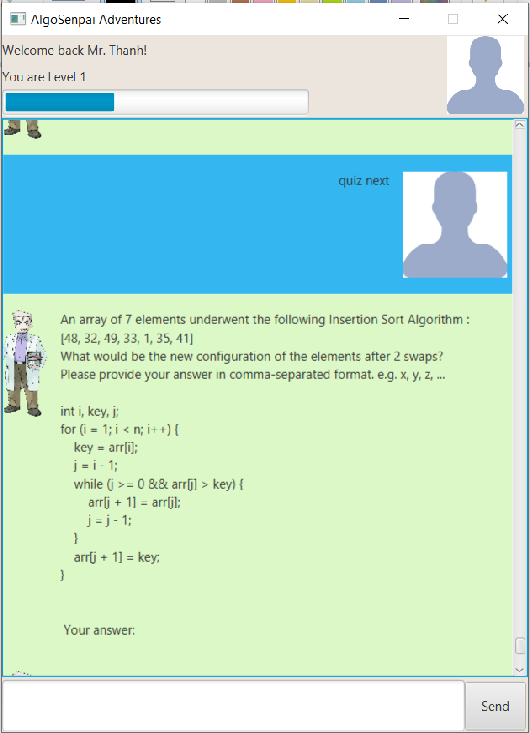 AlgoSenpai Adventures
Welcome back Mr. Thanh!
You are Level 1
quiz next
An array of 7 elements underwent the following Insertion Sort Algorithm :
[48, 32, 49, 33, 1, 35, 41]
What would be the new configuration of the elements after 2 swaps?
Please provide your answer in comma-separated format. e.g. x, y, z, ...
int i, key, j;
for (i = 1; i < n; i++) {
key = arr[i];
j = i - 1;
while (j >= 0 && arr[j] > key) {
arr[j + 1] = arr[j];
j = j - 1;
}
arr[j + 1] = key;
}
Your answer:
Send